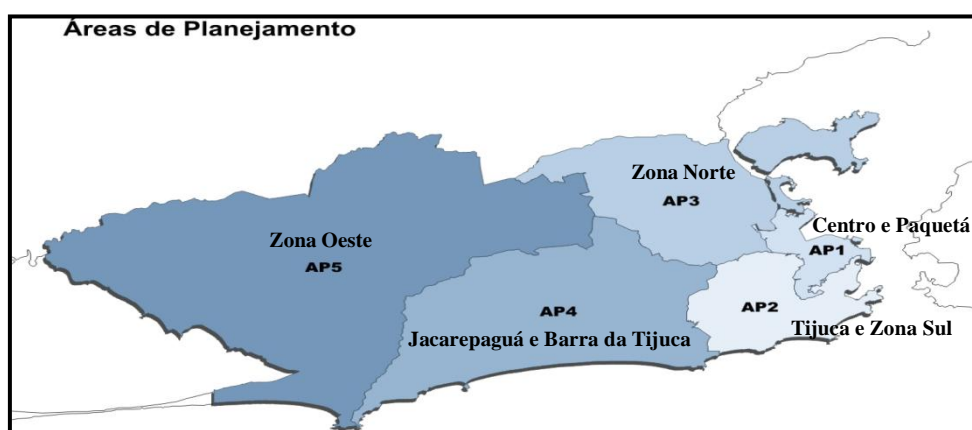 Áreas de Planejamento
Zona Norte
AP3
Centro e Paquetá
AP1
Zona Oeste
AP5
AP4
Jacarepaguá e Barra da Tijuca
AP2
Tijuca e Zona Sul